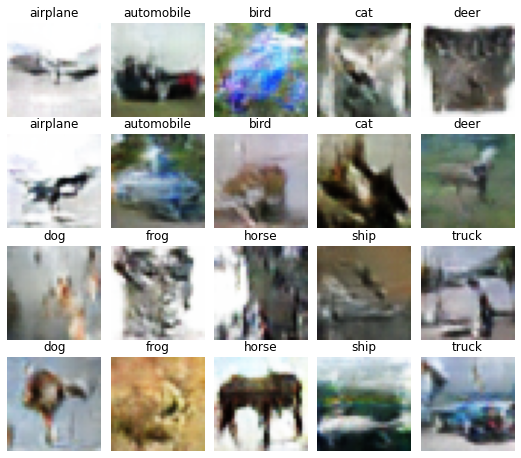 airplane automobile bird cat deer
airplane automobile bird cat deer
dog frog horse ship truck
dog frog horse ship truck